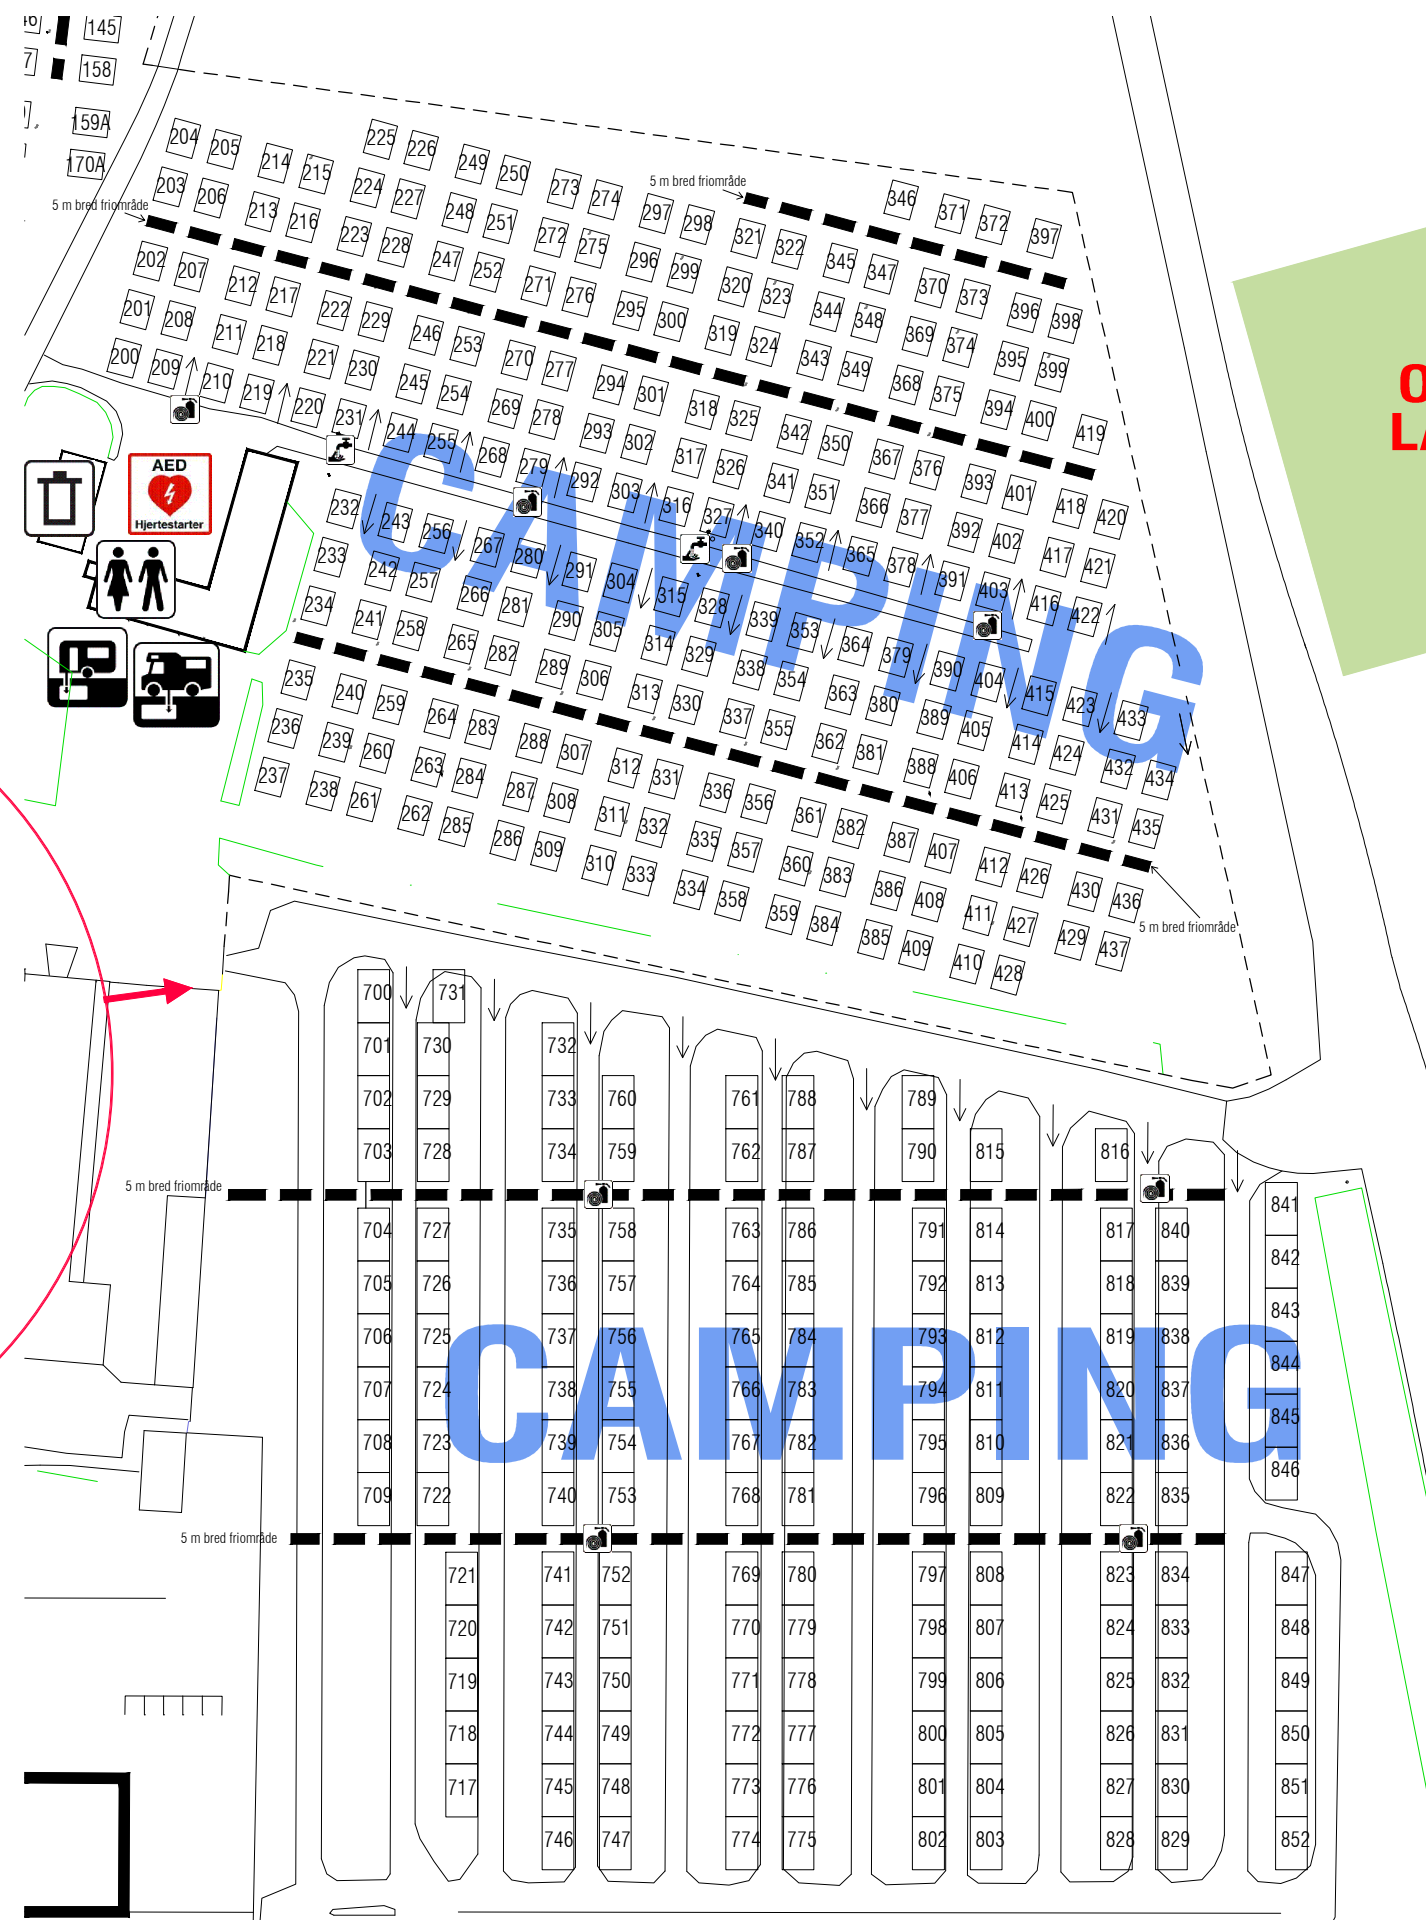 145
158
159A
170A
204 205 214 215 225 226 249 250 273 274 297 298 346 371 372 397
5 m bred friområde
5 m bred friområde
203 206 213 216 224 227 248 251 272 275 296 299 321 322 345 347 370 373 396 398
202 207 212 217 223 228 247 252 271 276 295 300 320 323 344 348 369 374 395 399
201 208 211 218 222 229 246 253 270 277 294 301 319 324 343 349 368 375 394 400 419
200 209 210 219 221 230 245 254 269 278 293 302 318 325 342 350 367 376 393 401 418 420
220 231 244 255 268 279 292 303 317 326 341 351 366 377 392 402 417 421
316 327 340 352 365 378 391 403 416 422
AED
Hjertestarter
O
LA
CAMPING
232 243 256 267 280 291 304 315 328 339 353 364 379 390 404 415 423 433
233 242 257 266 281 290 305 314 329 338 354 363 380 389 405 414 424 432 434
234 241 258 265 282 289 306 313 330 337 355 362 381 388 406 413 425 431 435
235 240 259 264 283 288 307 312 331 336 356 361 382 387 407 412 426 430 436
236 239 260 263 284 287 308 311 332 335 357 360 383 386 408 411 427 429 437
237 238 261 262 285 286 309 310 333 334 358 359 384 385 409 410 428
5 m bred friområde
700 731
701 730 732
702 729 733 760 761 788 789
703 728 734 759 762 787 790 815 816
5 m bred friområde
841
704 727 735 758 763 786 791 814 817 840
842
705 726 736 757 764 785 792 813 818 839
843
706 725 737 756 765 784 793 812 819 838
844
CAMPING
707 724 738 755 766 783 794 811 820 837
845
708 723 739 754 767 782 795 810 821 836
846
709 722 740 753 768 781 796 809 822 835
5 m bred friområde
721 741 752 769 780 797 808 823 834 847
720 742 751 770 779 798 807 824 833 848
719 743 750 771 778 799 806 825 832 849
718 744 749 772 777 800 805 826 831 850
717 745 748 773 776 801 804 827 830 851
746 747 774 775 802 803 828 829 852